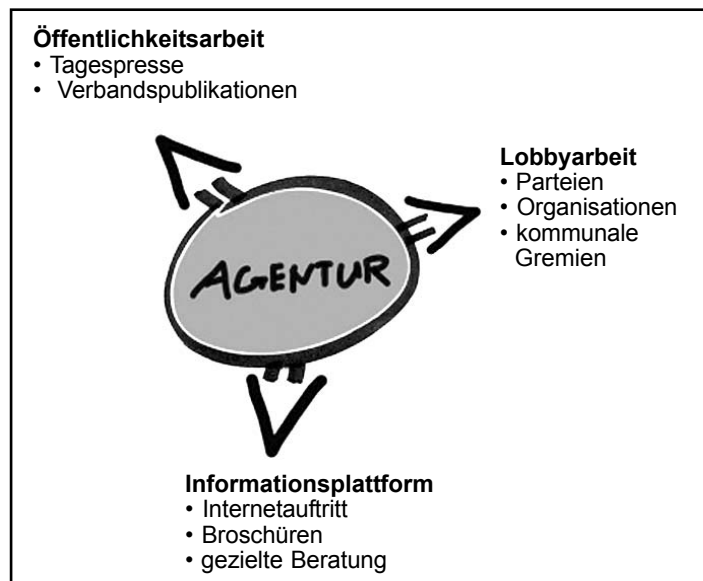 Öffentlichkeitsarbeit
• Tagespresse
• Verbandspublikationen
Lobbyarbeit
• Parteien
• Organisationen
• kommunale
Gremien
AGENTUR
Informationsplattform
• Internetauftritt
• Broschüren
• gezielte Beratung